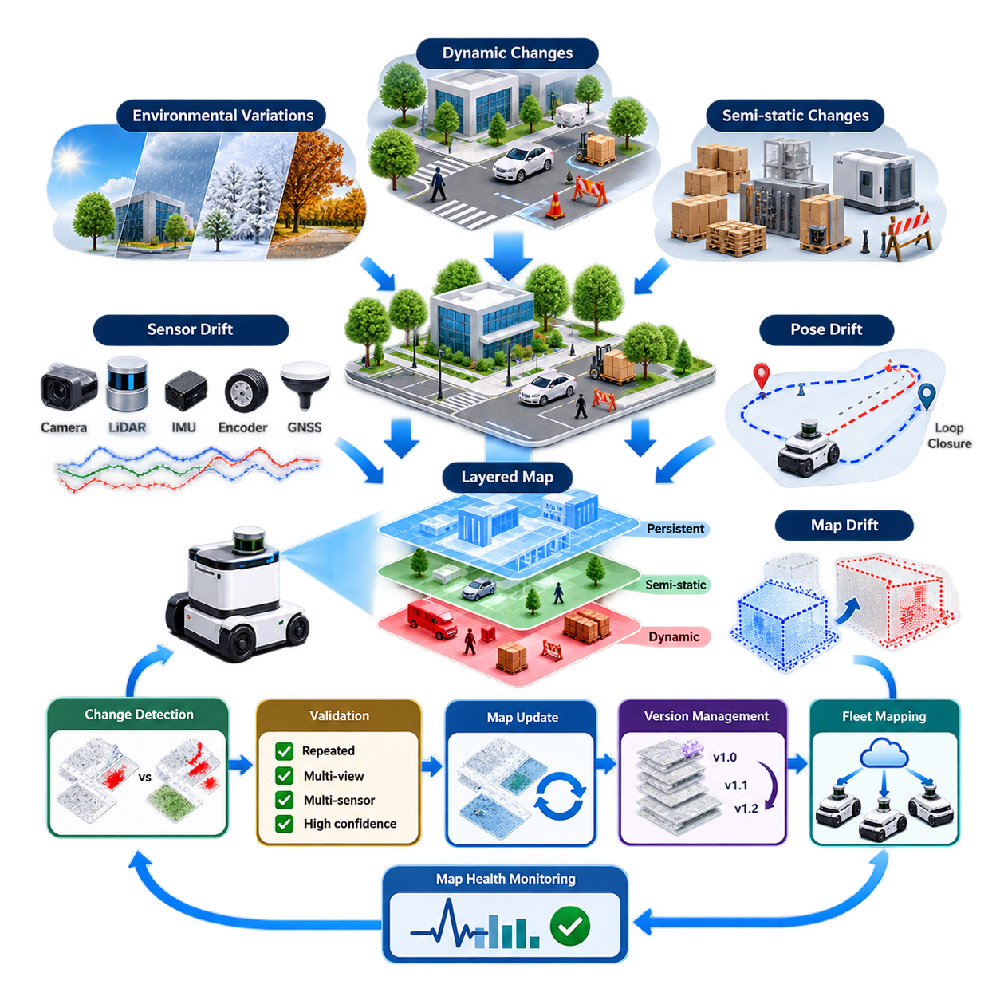 Dynamic Changes
Environmental Variations
Semi-static Changes
Sensor Drift
Pose Drift
Camera
LiDAR
IMU
Encoder
GNSS
Loop
Closure
Layered Map
Persistent
Semi-static
Dynamic
Map Drift
Change Detection
vs
Validation
Repeated
Multi-view
Multi-sensor
High confidence
Map Update
Version Management
v1.0
v1.1
v1.2
Fleet Mapping
Map Health Monitoring